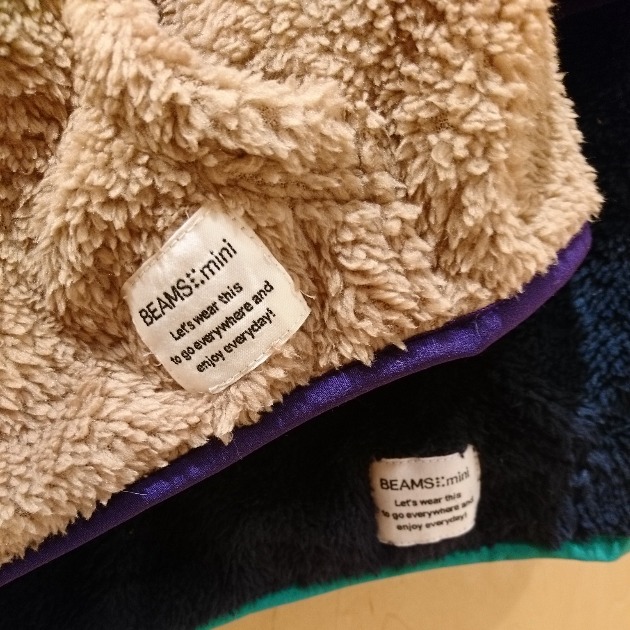 BEAMS mini
Let's wear this
to go everywhere and
enjoy everyday!
BEAMS mini
Let's wear this
to go everywhere and
enjoy everyday!